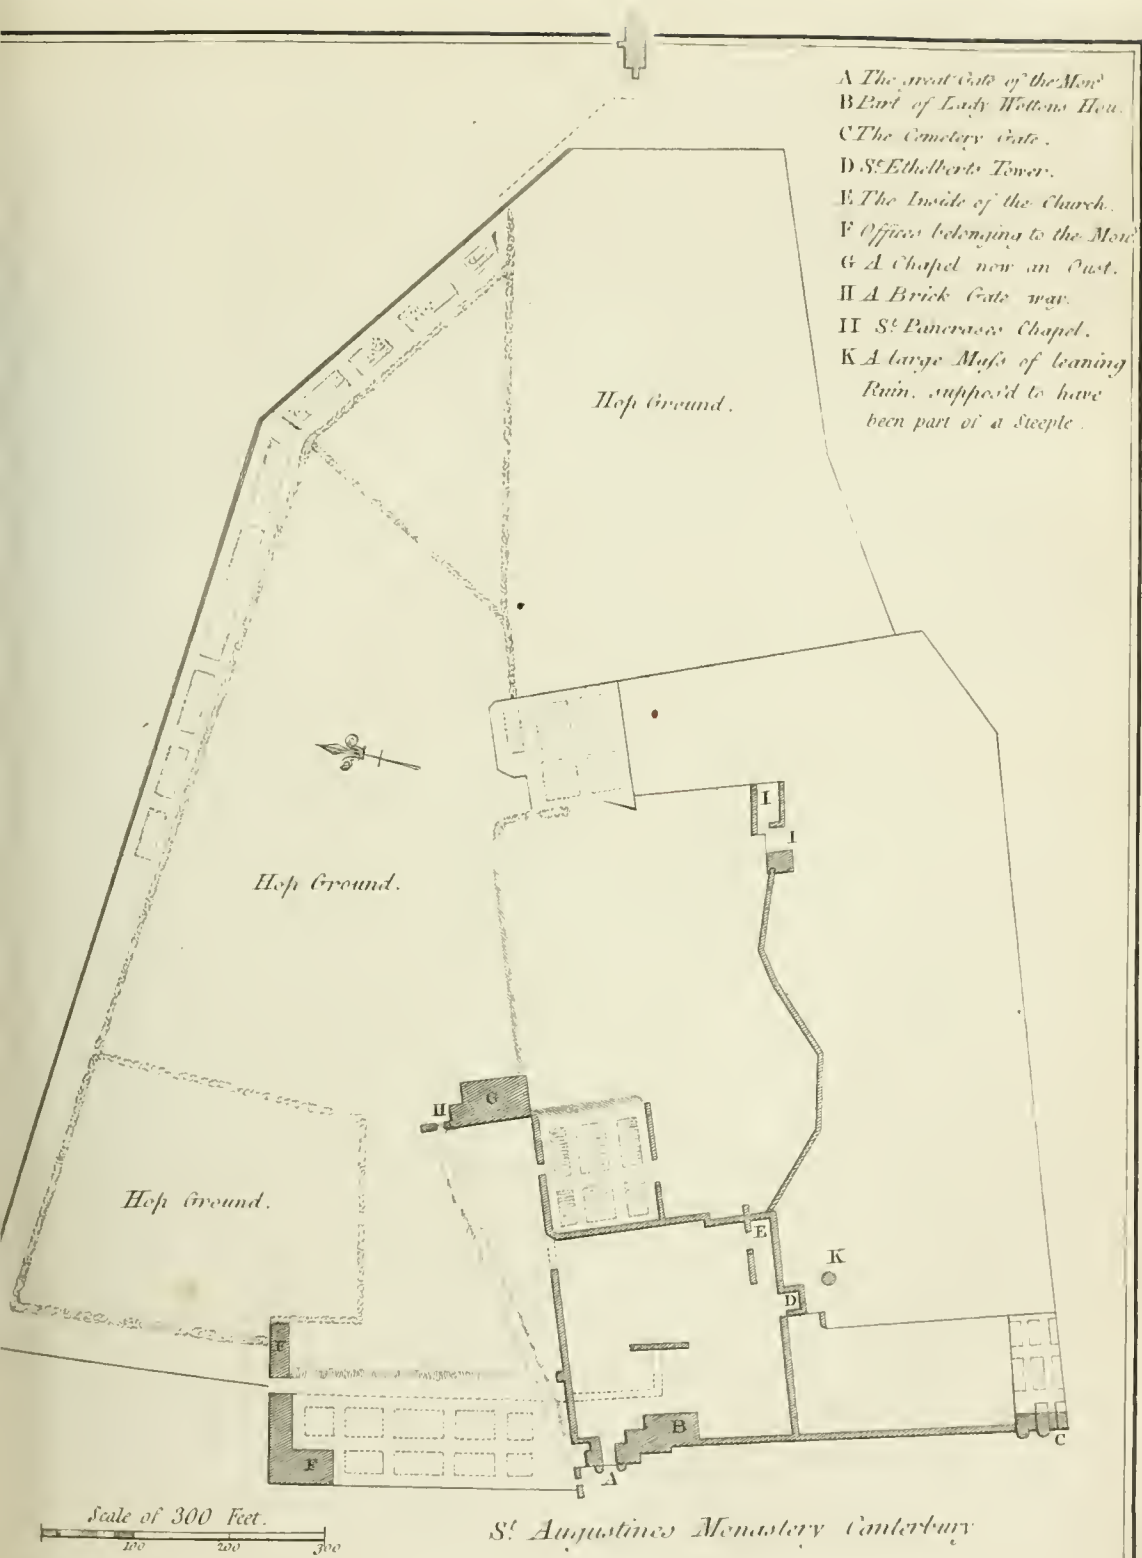 A The great Gate of the Mon.ʳ
B Part of Lady Wottons Hou.
C The Cemetery Gate.
D Sᵗ Ethelberts Tower.
E The Inside of the Church.
F Offices belonging to the Mon.ʳ
G A Chapel now an Oust.
H A Brick Gate way.
II Sᵗ Pancrases Chapel.
K A large Maſs of leaning
Ruin, suppos'd to have
been part of a Steeple.
Hop Ground.
I
I
Hop Ground.
H
G
Hop Ground.
E
K
D
F
B
F
A
C
Scale of 300 Feet.
100 200 300
Sᵗ Augustines Monastery Canterbury